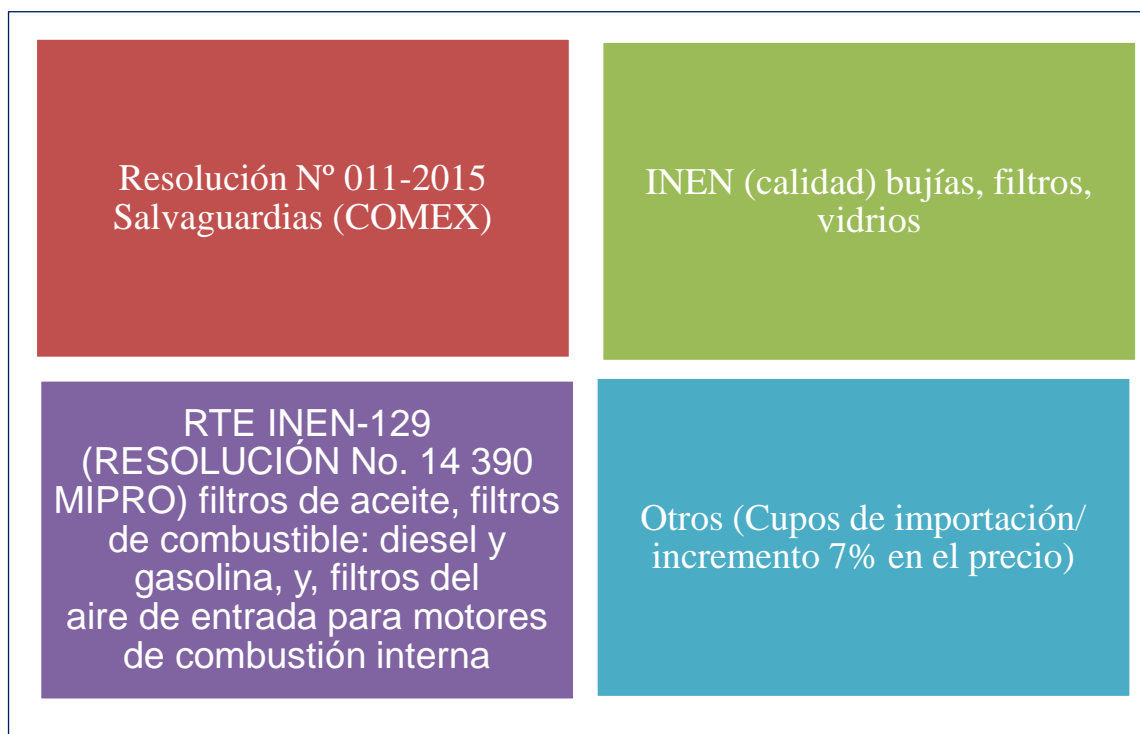 Resolución Nº 011-2015
Salvaguardias (COMEX)
INEN (calidad) bujías, filtros,
vidrios
RTE INEN-129
(RESOLUCIÓN No. 14 390
MIPRO) filtros de aceite, filtros
de combustible: diesel y
gasolina, y, filtros del
aire de entrada para motores
de combustión interna
Otros (Cupos de importación/
incremento 7% en el precio)